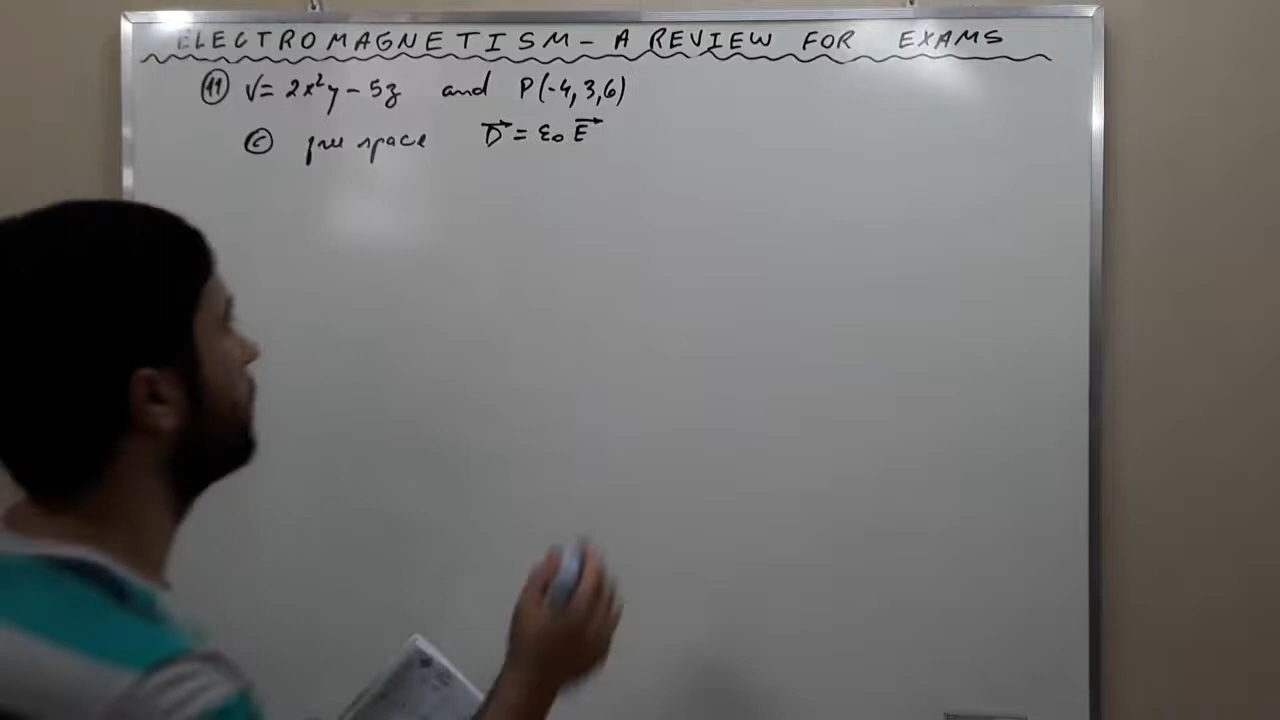 ELECTROMAGNETISM - A REVIEW FOR EXAMS
⑪ V = 2x²y - 5z and P(-4, 3, 6)
ⓒ free space D⃗ = ε₀ E⃗